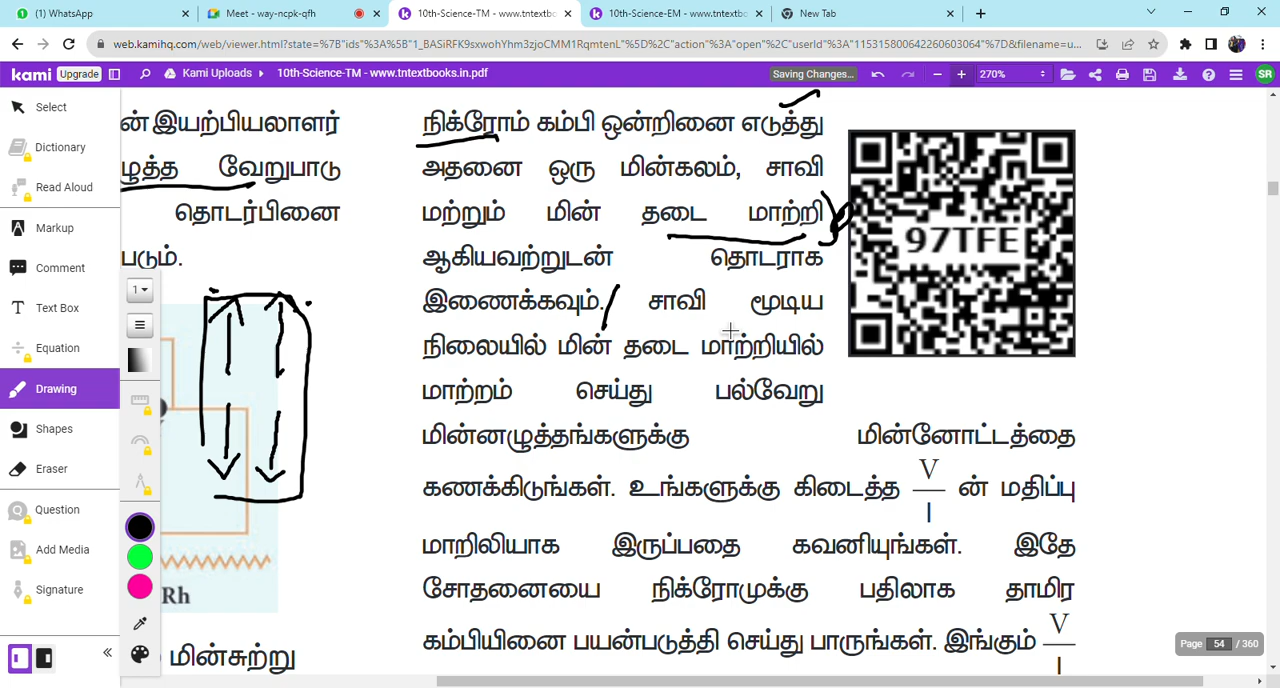 (1) WhatsApp
Meet - way-ncpk-qfh
10th-Science-TM - www.tntextboo
10th-Science-EM - www.tntextbo
New Tab
web.kamihq.com/web/viewer.html?state=%7B"ids"%3A%5B"1_BASiRFK9sxwohYhm3zjoCMM1RqmtenL"%5D%2C"action"%3A"open"%2C"userId"%3A"115315800642260603064"%7D&filename=u...
kami Upgrade
Kami Uploads
10th-Science-TM - www.tntextbooks.in.pdf
Saving Changes...
270%
SR
Select
Dictionary
Read Aloud
Markup
Comment
Text Box
Equation
Drawing
Shapes
Eraser
Question
Add Media
Signature
1
ன் இயற்பியலாளர்
ழுத்த வேறுபாடு
தொடர்பினை
படும்.
Rh
மின்சுற்று
நிக்ரோம் கம்பி ஒன்றினை எடுத்து
அதனை ஒரு மின்கலம், சாவி
மற்றும் மின் தடை மாற்றி
ஆகியவற்றுடன் தொடராக
இணைக்கவும். சாவி மூடிய
நிலையில் மின் தடை மாற்றியில்
மாற்றம் செய்து பல்வேறு
மின்னழுத்தங்களுக்கு மின்னோட்டத்தை
கணக்கிடுங்கள். உங்களுக்கு கிடைத்த V/I ன் மதிப்பு
மாறிலியாக இருப்பதை கவனியுங்கள். இதே
சோதனையை நிக்ரோமுக்கு பதிலாக தாமிர
கம்பியினை பயன்படுத்தி செய்து பாருங்கள். இங்கும் V/I
97TFE
Page 54 / 360